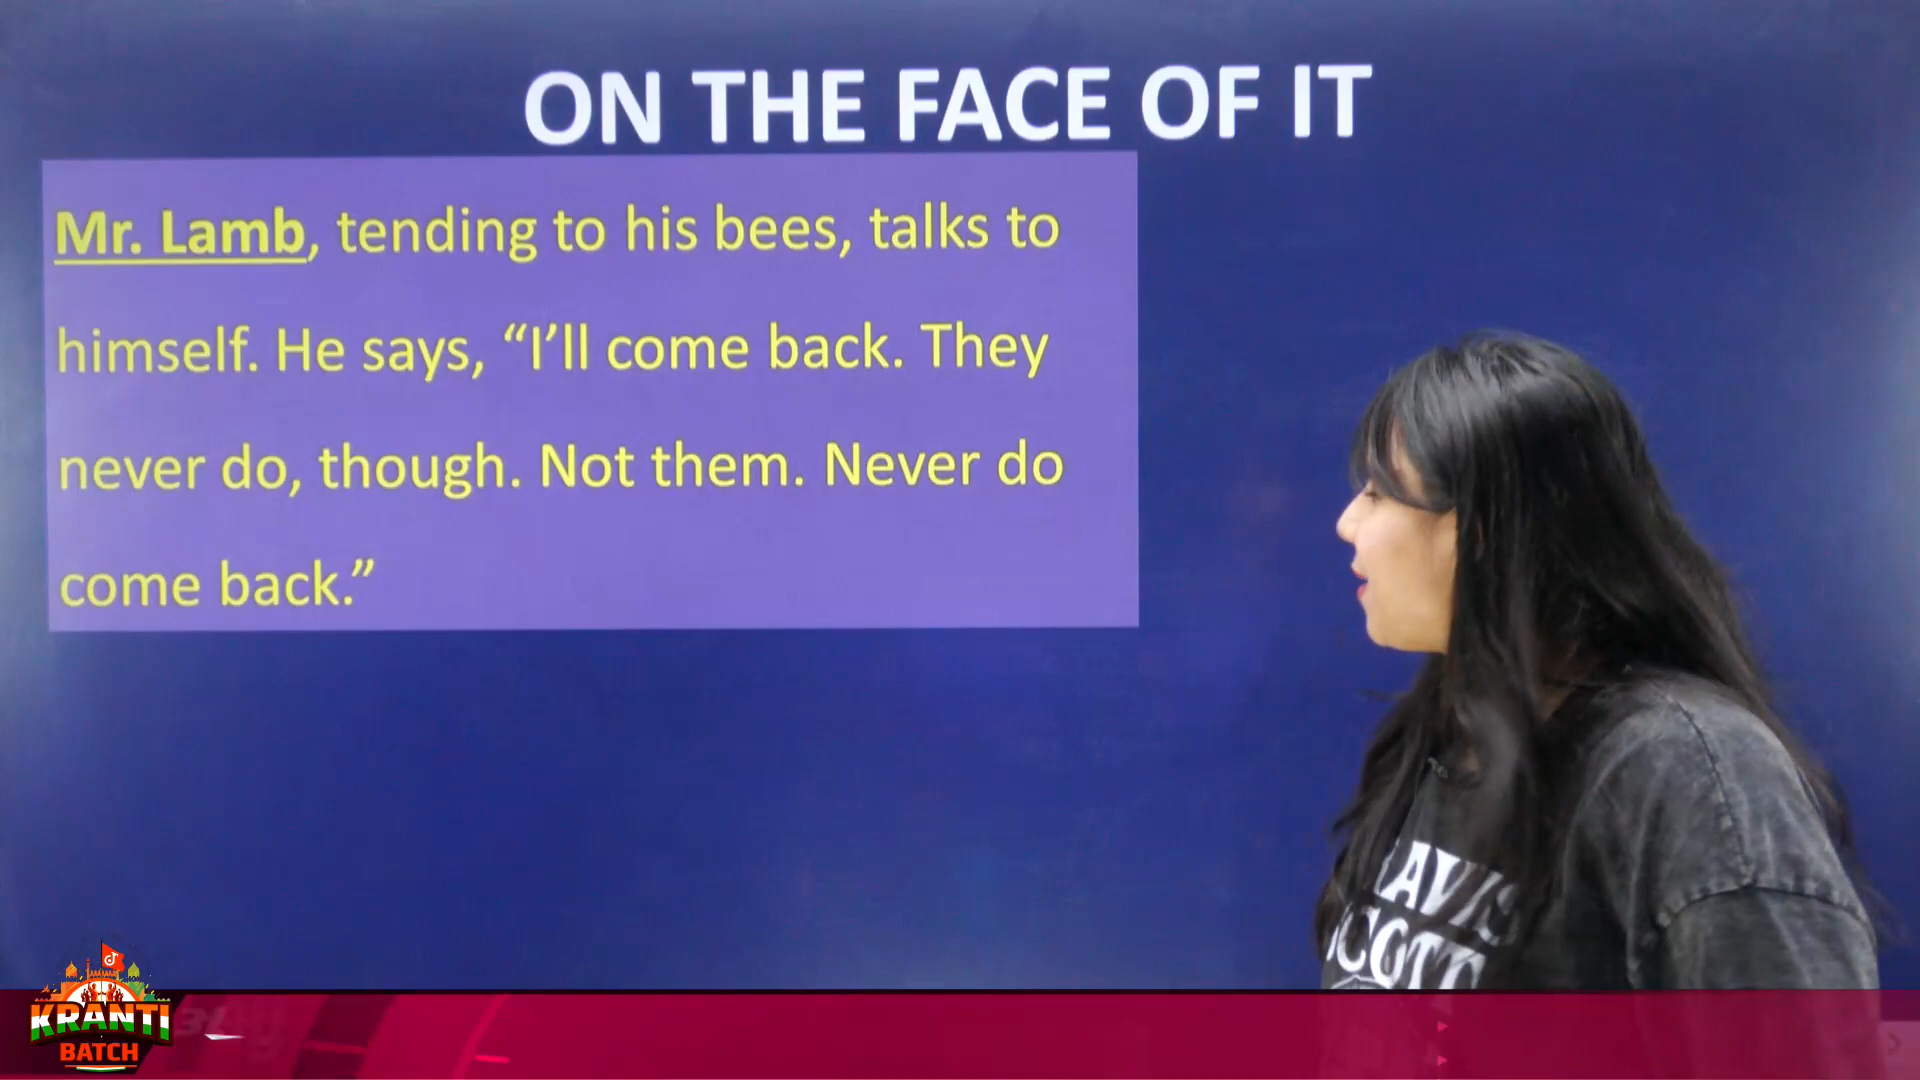 ON THE FACE OF IT
Mr. Lamb, tending to his bees, talks to
himself. He says, “I’ll come back. They
never do, though. Not them. Never do
come back.”
KRANTI
BATCH